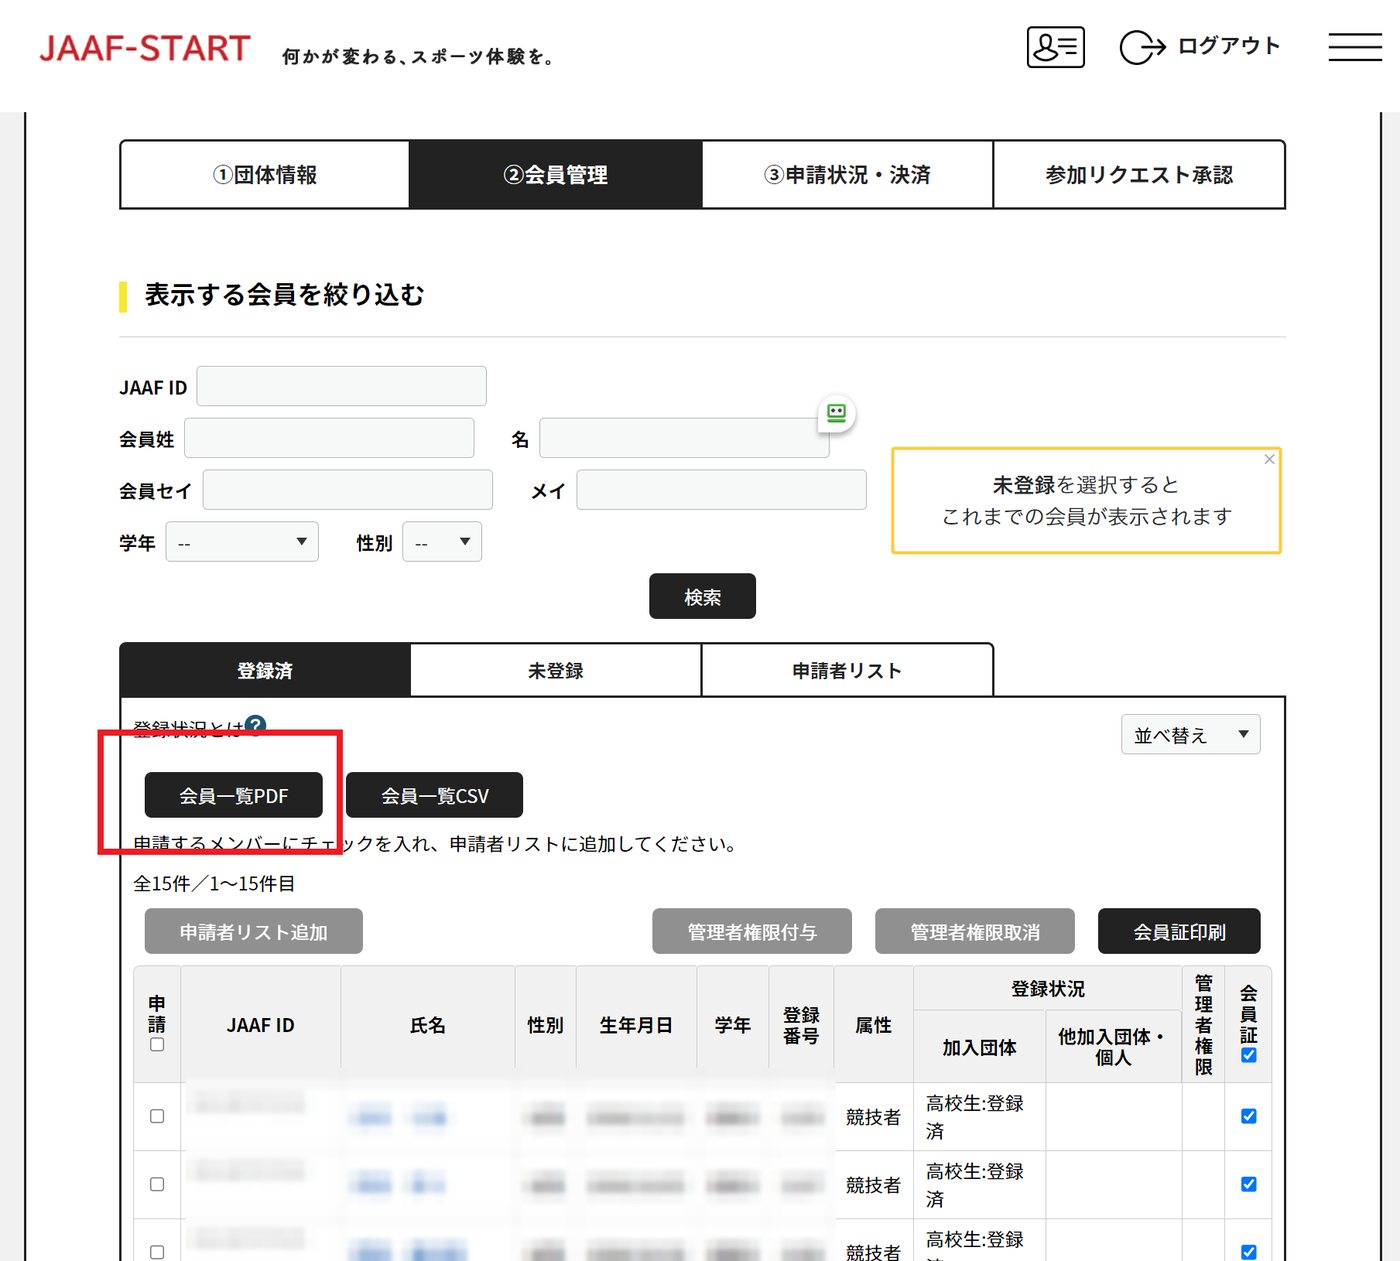 JAAF-START
何かが変わる、スポーツ体験を。
ログアウト
①団体情報
②会員管理
③申請状況・決済
参加リクエスト承認
表示する会員を絞り込む
JAAF ID
会員姓
名
会員セイ
メイ
未登録を選択すると
これまでの会員が表示されます
×
学年
--
性別
--
検索
登録済
未登録
申請者リスト
登録状況とは?
並べ替え
会員一覧PDF
会員一覧CSV
申請するメンバーにチェックを入れ、申請者リストに追加してください。
全15件／1〜15件目
申請者リスト追加
管理者権限付与
管理者権限取消
会員証印刷
申請
JAAF ID
氏名
性別
生年月日
学年
登録
番号
属性
登録状況
加入団体
他加入団体・
個人
管理者権限
会員証
競技者
高校生:登録
済
競技者
高校生:登録
済
競技者
高校生:登録